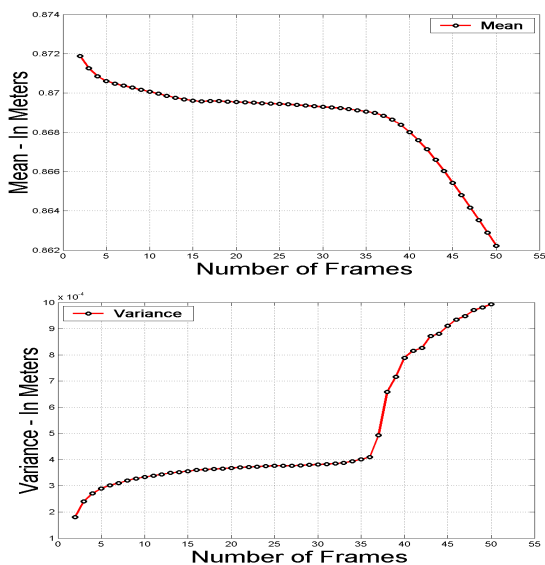 0.874
0.872
0.87
0.868
0.866
0.864
0.862
Mean - In Meters
Mean
0 5 10 15 20 25 30 35 40 45 50 55
Number of Frames
x 10⁻⁴
10
9
8
7
6
5
4
3
2
1
Variance - In Meters
Variance
0 5 10 15 20 25 30 35 40 45 50 55
Number of Frames